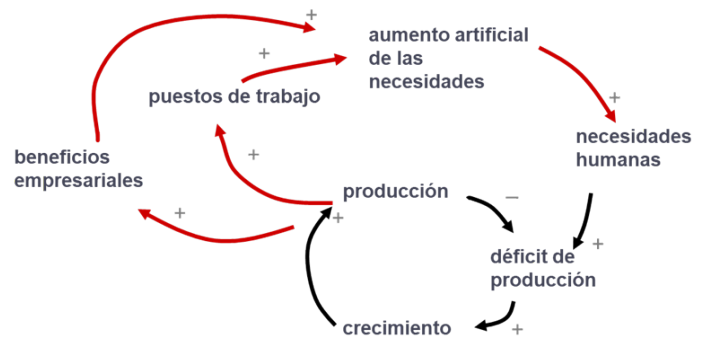 +
aumento artificial
de las
necesidades
+
puestos de trabajo
+
necesidades
humanas
+
beneficios
empresariales
producción
−
+
+
+
déficit de
producción
crecimiento
+